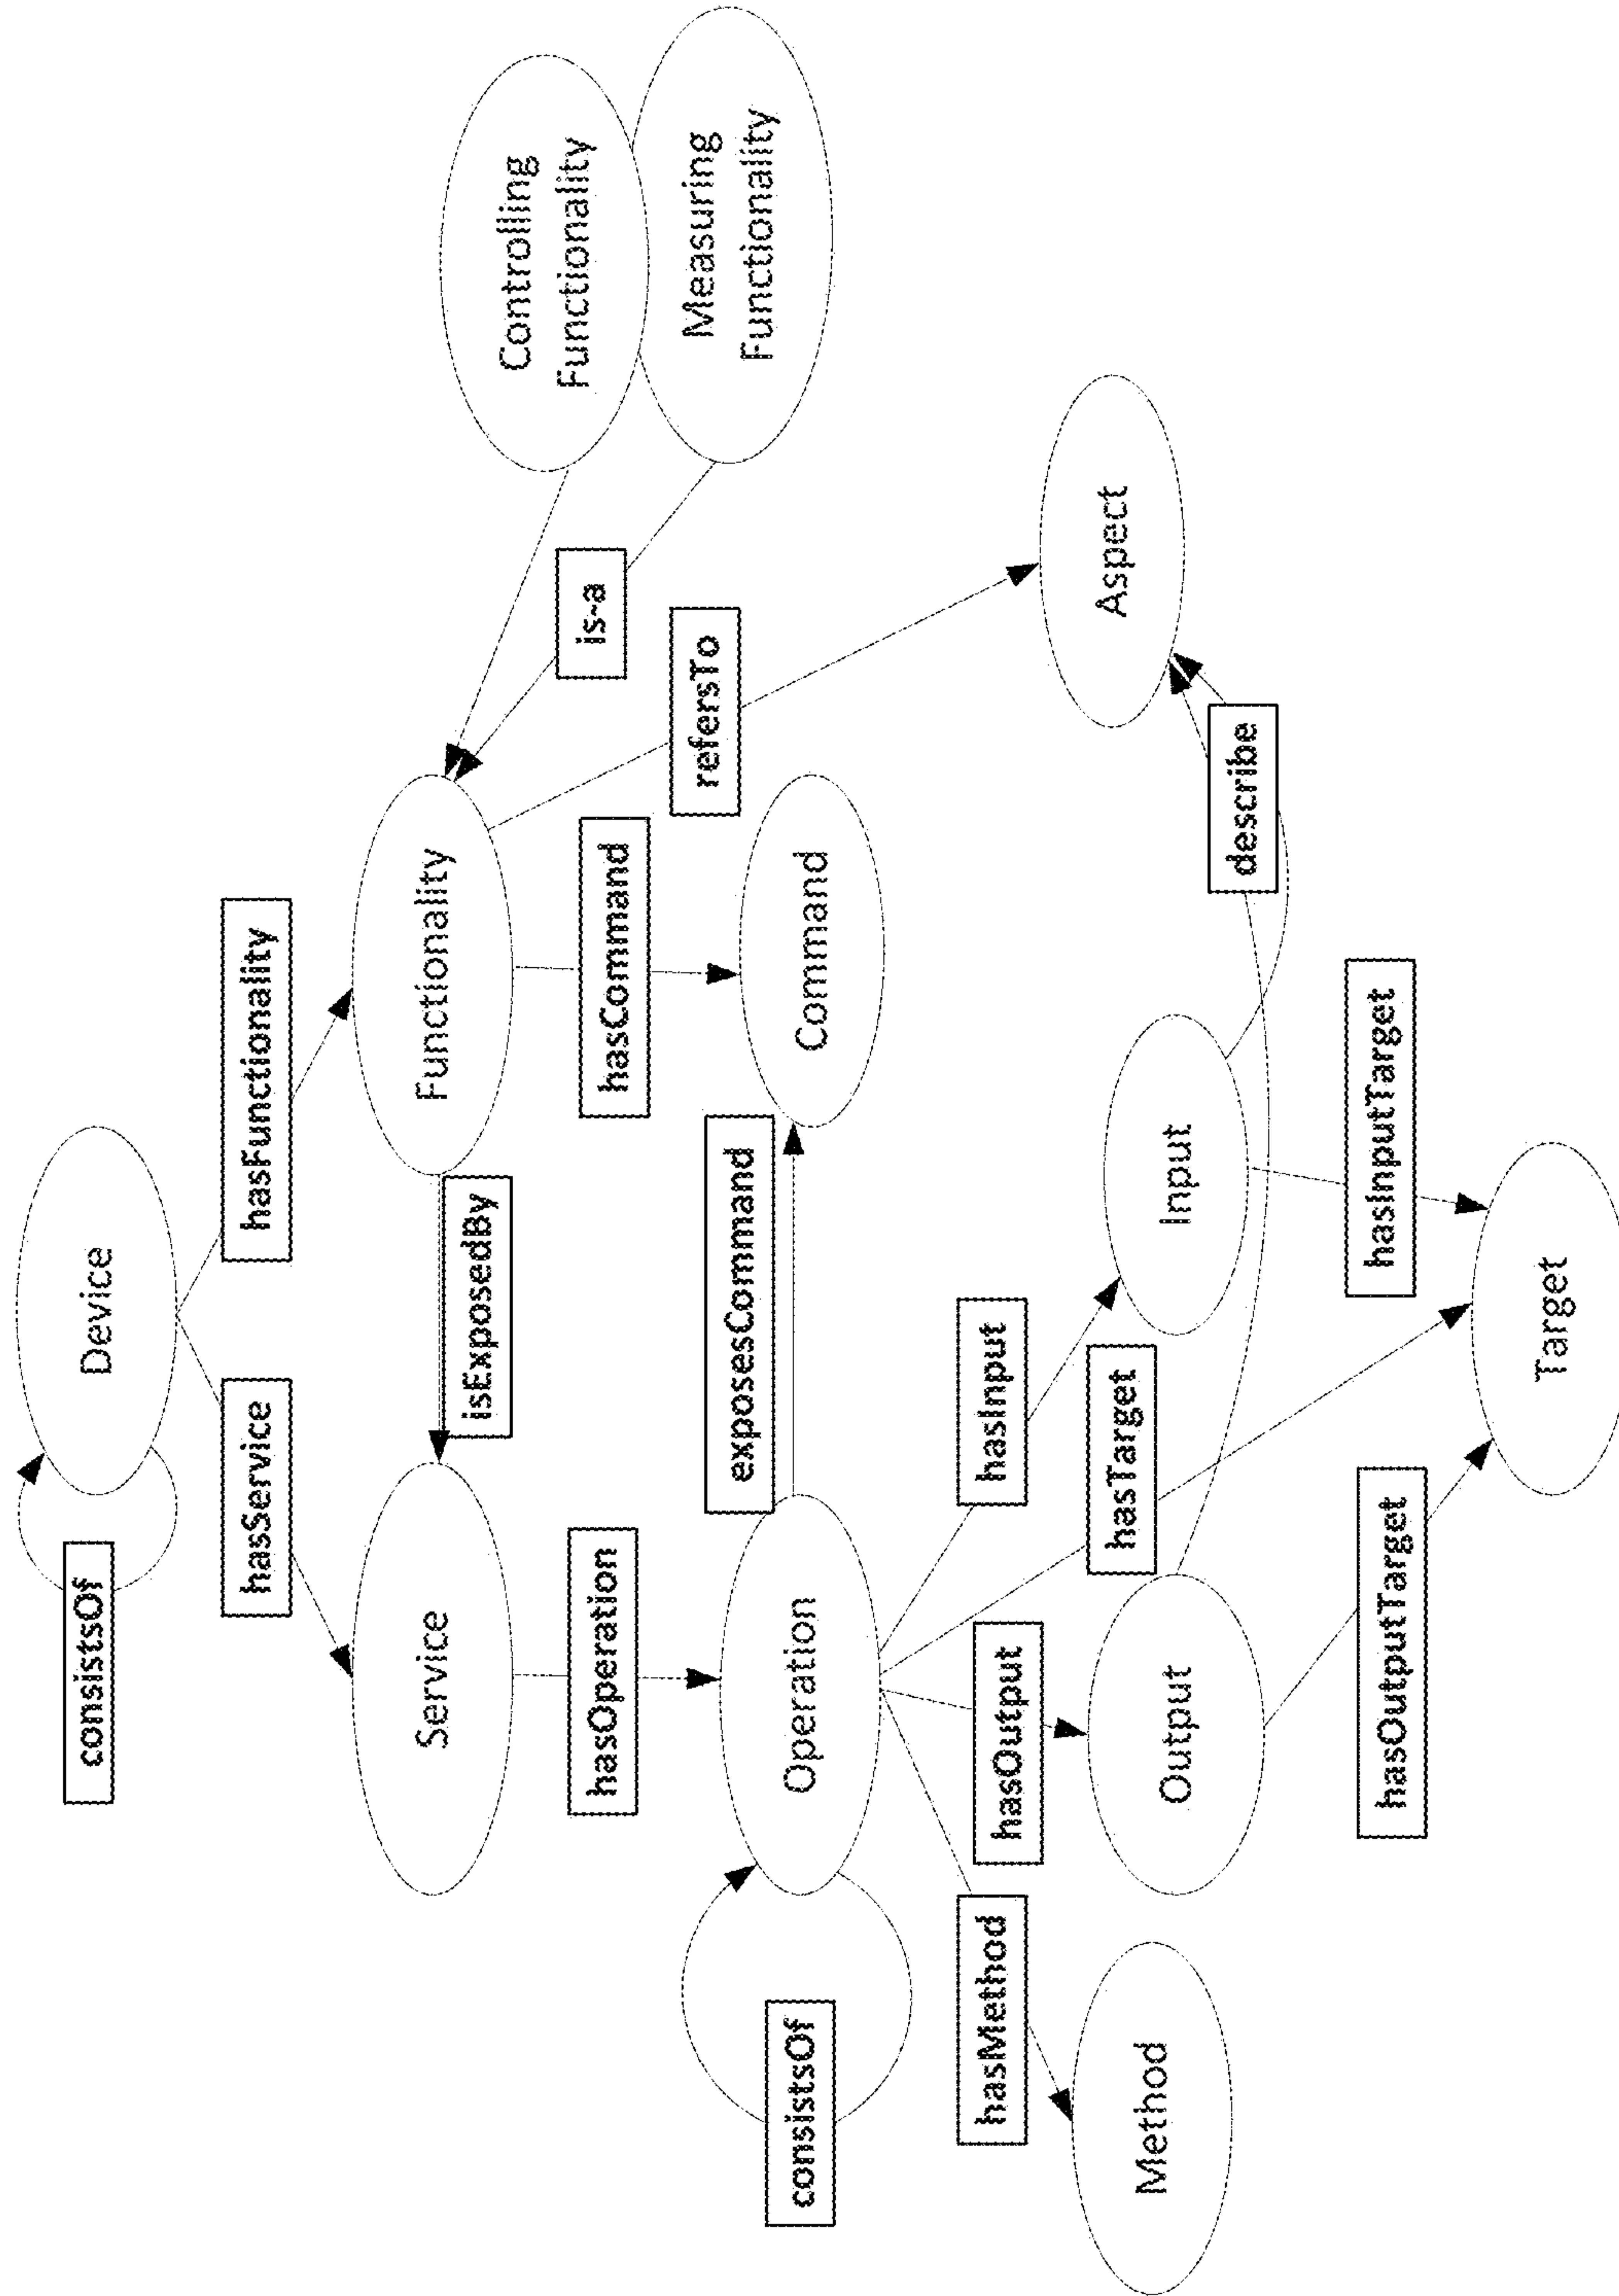 Device
consistsOf
hasService
hasFunctionality
Service
isExposedBy
Functionality
Controlling
Functionality
is-a
hasOperation
hasCommand
refersTo
Measuring
Functionality
consistsOf
Operation
exposesCommand
Command
hasMethod
hasOutput
hasInput
hasTarget
Aspect
Method
Output
Input
describe
hasOutputTarget
hasInputTarget
Target